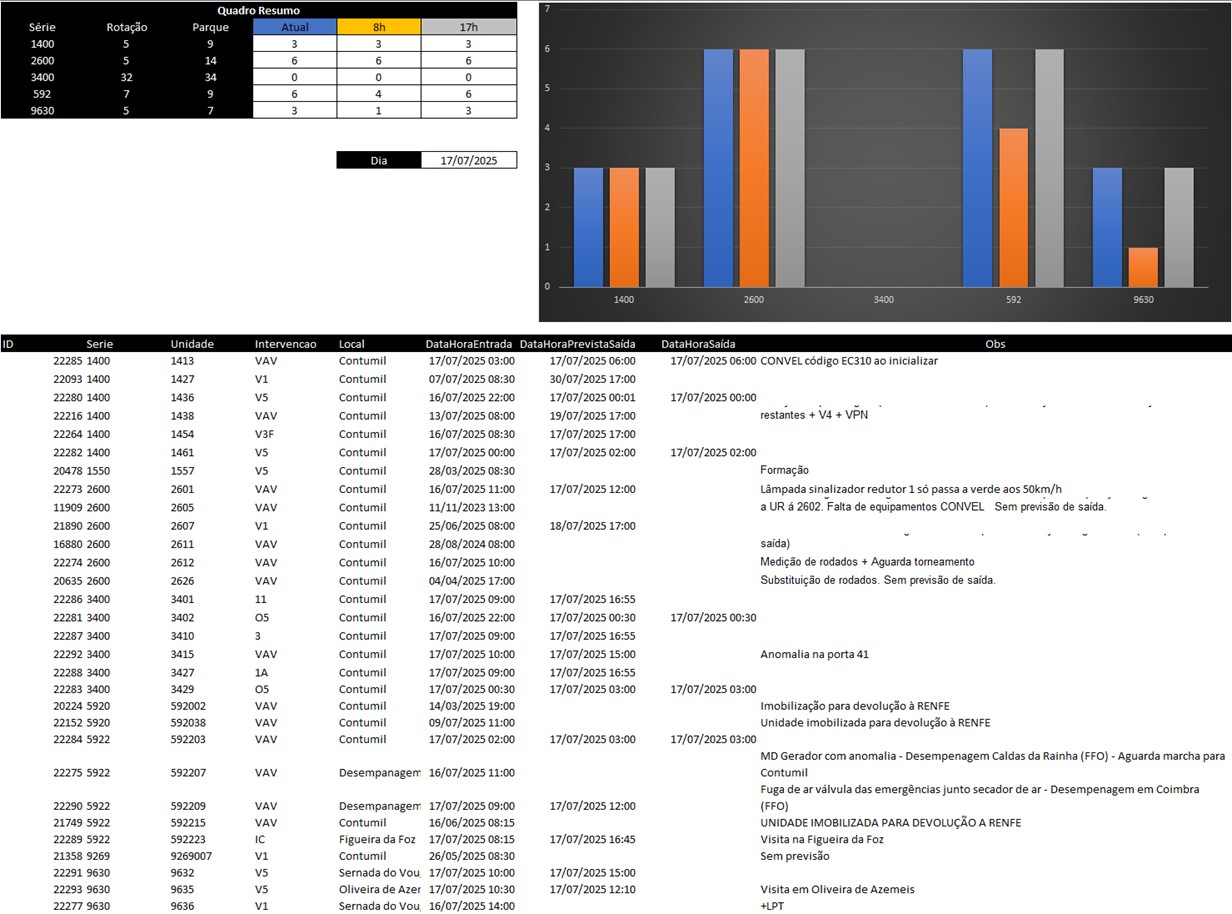 Quadro Resumo
Série Rotação Parque Atual 8h 17h
1400 5 9 3 3 3
2600 5 14 6 6 6
3400 32 34 0 0 0
592 7 9 6 4 6
9630 5 7 3 1 3
Dia 17/07/2025
7
6
5
4
3
2
1
0
1400 2600 3400 592 9630
ID Serie Unidade Intervencao Local DataHoraEntrada DataHoraPrevistaSaída DataHoraSaída Obs
22285 1400 1413 VAV Contumil 17/07/2025 03:00 17/07/2025 06:00 17/07/2025 06:00 CONVEL código EC310 ao inicializar
22093 1400 1427 V1 Contumil 07/07/2025 08:30 30/07/2025 17:00
22280 1400 1436 V5 Contumil 16/07/2025 22:00 17/07/2025 00:01 17/07/2025 00:00
22216 1400 1438 VAV Contumil 13/07/2025 08:00 19/07/2025 17:00 restantes + V4 + VPN
22264 1400 1454 V3F Contumil 16/07/2025 08:30 17/07/2025 17:00
22282 1400 1461 V5 Contumil 17/07/2025 00:00 17/07/2025 02:00 17/07/2025 02:00
20478 1550 1557 V5 Contumil 28/03/2025 08:30 Formação
22273 2600 2601 VAV Contumil 16/07/2025 11:00 17/07/2025 12:00 Lâmpada sinalizador redutor 1 só passa a verde aos 50km/h
11909 2600 2605 VAV Contumil 11/11/2023 13:00 a UR á 2602. Falta de equipamentos CONVEL Sem previsão de saída.
21890 2600 2607 V1 Contumil 25/06/2025 08:00 18/07/2025 17:00
16880 2600 2611 VAV Contumil 28/08/2024 08:00 saída)
22274 2600 2612 VAV Contumil 16/07/2025 10:00 Medição de rodados + Aguarda torneamento
20635 2600 2626 VAV Contumil 04/04/2025 17:00 Substituição de rodados. Sem previsão de saída.
22286 3400 3401 11 Contumil 17/07/2025 09:00 17/07/2025 16:55
22281 3400 3402 O5 Contumil 16/07/2025 22:00 17/07/2025 00:30 17/07/2025 00:30
22287 3400 3410 3 Contumil 17/07/2025 09:00 17/07/2025 16:55
22292 3400 3415 VAV Contumil 17/07/2025 10:00 17/07/2025 15:00 Anomalia na porta 41
22288 3400 3427 1A Contumil 17/07/2025 09:00 17/07/2025 16:55
22283 3400 3429 O5 Contumil 17/07/2025 00:30 17/07/2025 03:00 17/07/2025 03:00
20224 5920 592002 VAV Contumil 14/03/2025 19:00 Imobilização para devolução à RENFE
22152 5920 592038 VAV Contumil 09/07/2025 11:00 Unidade imobilizada para devolução à RENFE
22284 5922 592203 VAV Contumil 17/07/2025 02:00 17/07/2025 03:00 17/07/2025 03:00
MD Gerador com anomalia - Desempenagem Caldas da Rainha (FFO) - Aguarda marcha para
22275 5922 592207 VAV Desempanagem 16/07/2025 11:00 Contumil
Fuga de ar válvula das emergências junto secador de ar - Desempenagem em Coimbra
22290 5922 592209 VAV Desempanagem 17/07/2025 09:00 17/07/2025 12:00 (FFO)
21749 5922 592215 VAV Contumil 16/06/2025 08:15 UNIDADE IMOBILIZADA PARA DEVOLUÇÃO A RENFE
22289 5922 592223 IC Figueira da Foz 17/07/2025 08:15 17/07/2025 16:45 Visita na Figueira da Foz
21358 9269 9269007 V1 Contumil 26/05/2025 08:30 Sem previsão
22291 9630 9632 V5 Sernada do Vou 17/07/2025 10:00 17/07/2025 15:00
22293 9630 9635 V5 Oliveira de Azer 17/07/2025 10:30 17/07/2025 12:10 Visita em Oliveira de Azemeis
22277 9630 9636 V1 Sernada do Vou 16/07/2025 14:00 +LPT